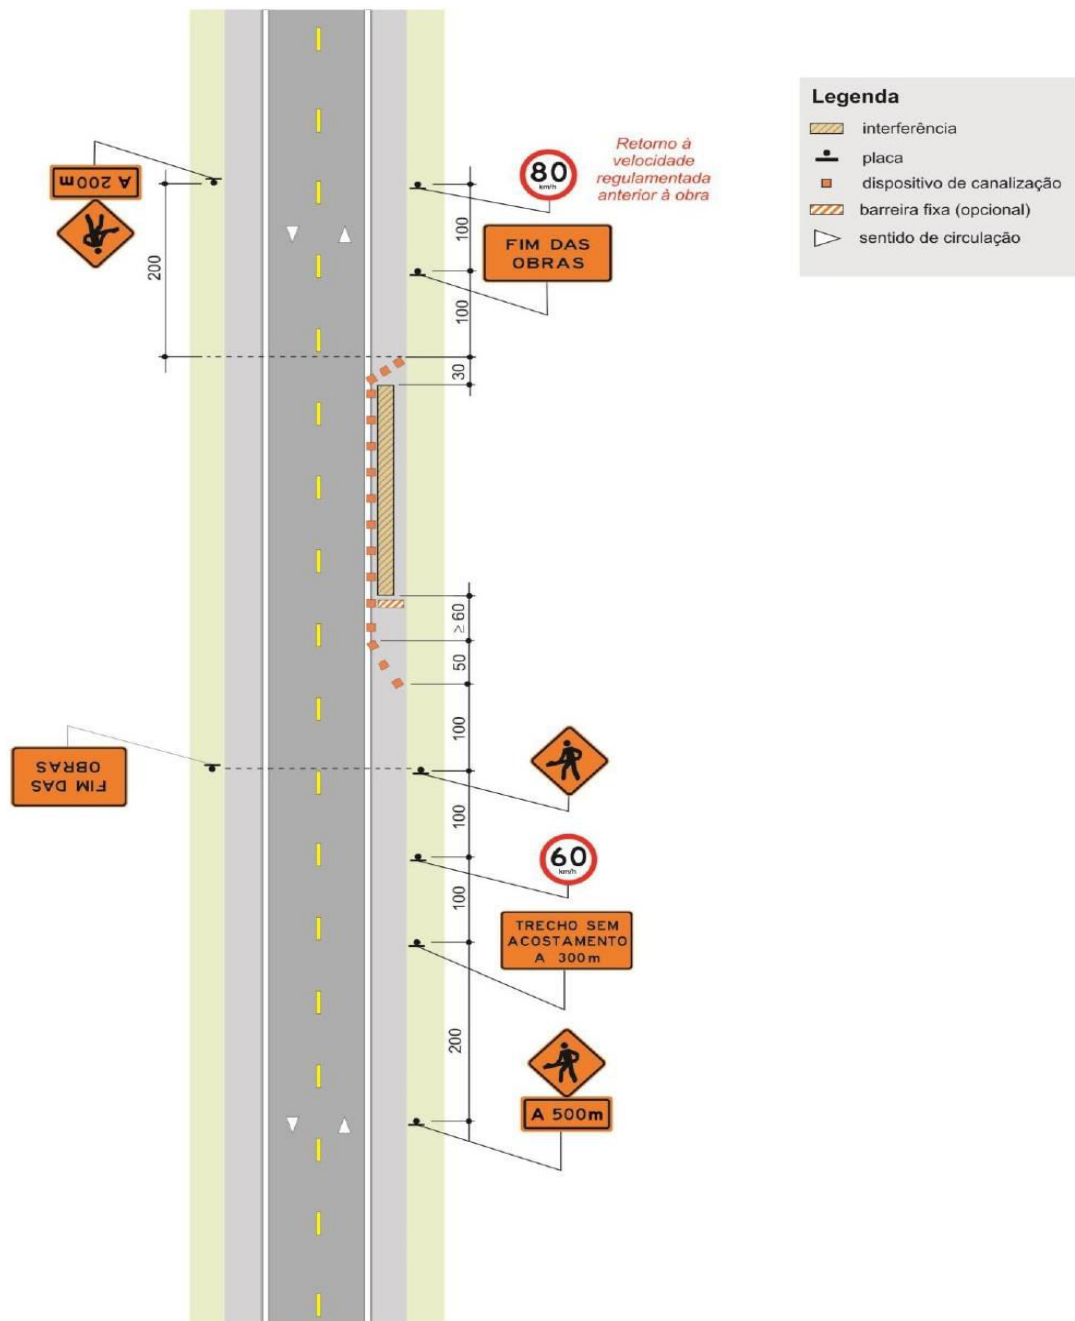 Legenda
interferência
placa
dispositivo de canalização
barreira fixa (opcional)
sentido de circulação
A 200m
200
80
km/h
Retorno à
velocidade
regulamentada
anterior à obra
100
FIM DAS
OBRAS
100
30
≥ 60
50
100
FIM DAS
OBRAS
100
60
km/h
100
TRECHO SEM
ACOSTAMENTO
A 300m
200
A 500m